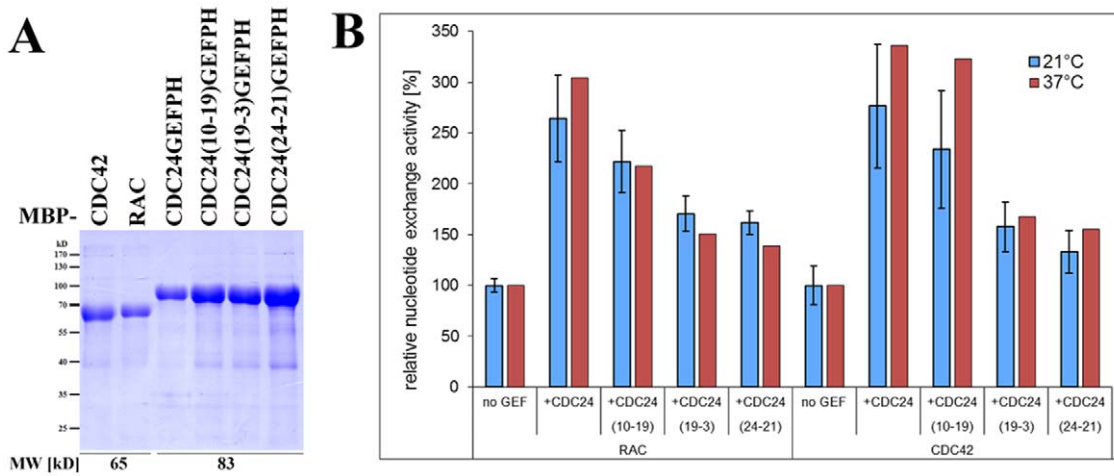 A
MBP-
CDC42
RAC
CDC24GEFPH
CDC24(10-19)GEFPH
CDC24(19-3)GEFPH
CDC24(24-21)GEFPH
kD
170
130
100
70
55
40
35
25
MW [kD] 65 83
B
relative nucleotide exchange activity [%]
350
300
250
200
150
100
50
0
21°C
37°C
no GEF +CDC24 +CDC24 +CDC24 +CDC24 no GEF +CDC24 +CDC24 +CDC24 +CDC24
(10-19) (19-3) (24-21) (10-19) (19-3) (24-21)
RAC CDC42